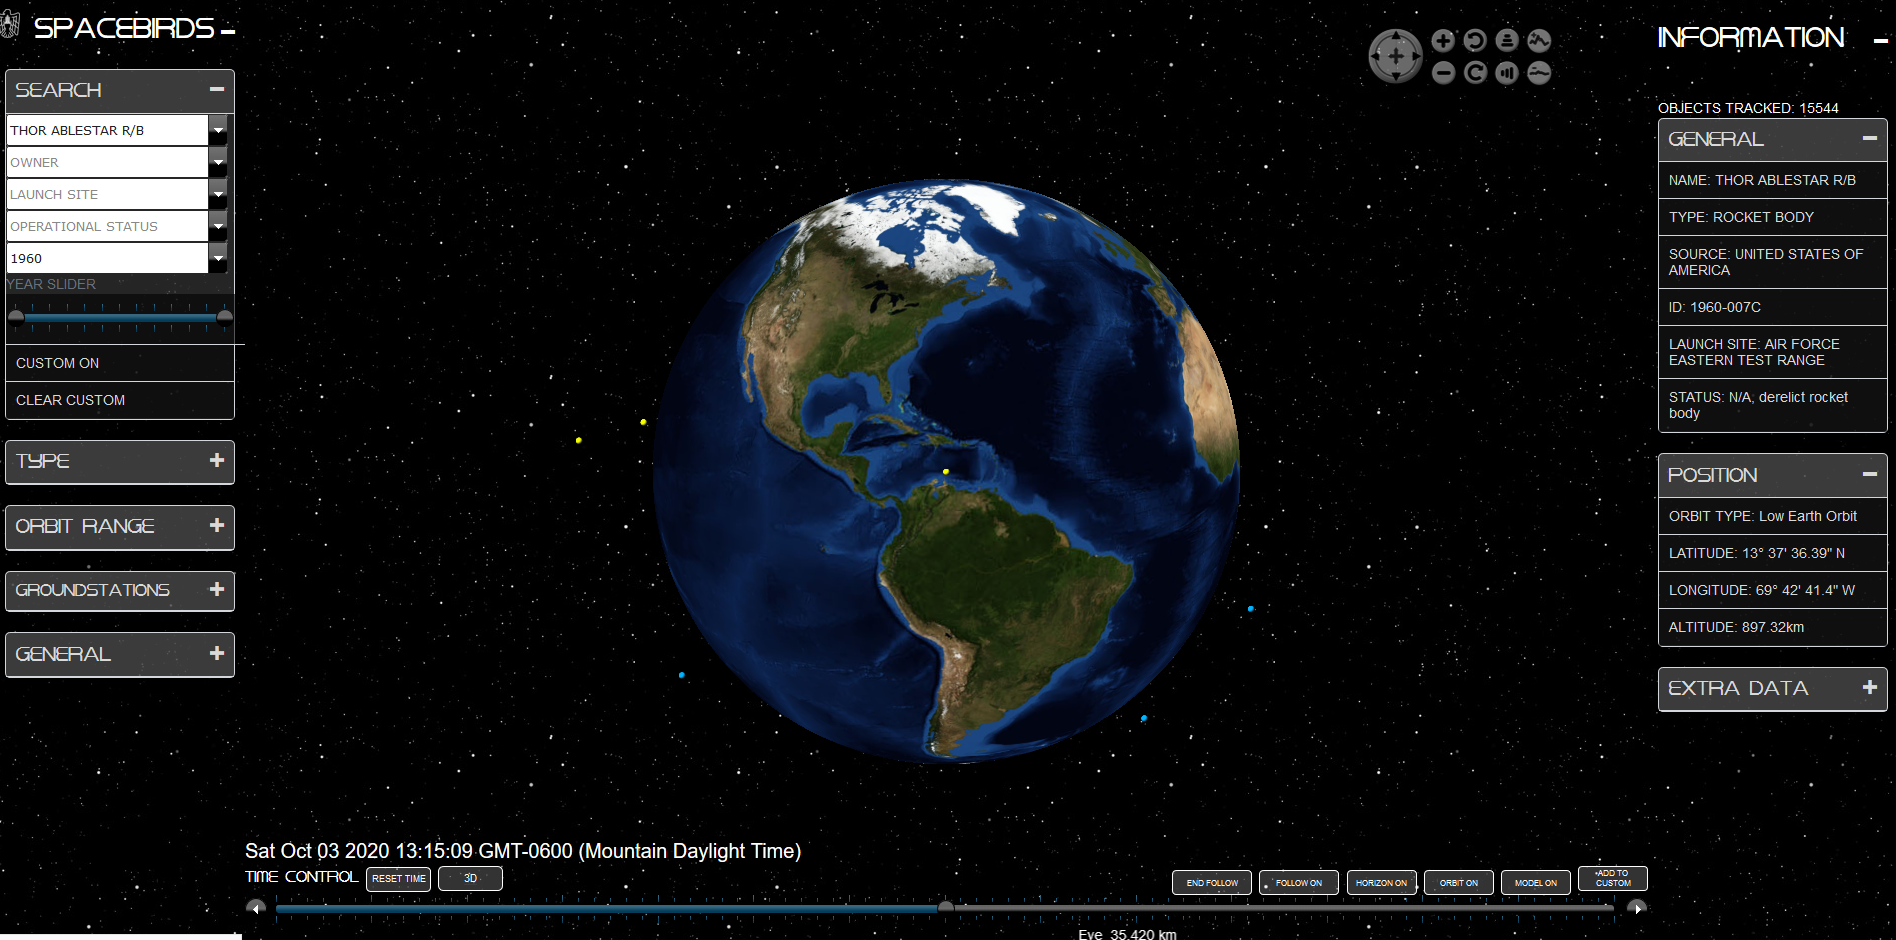 SPACEBIRDS
SEARCH
THOR ABLESTAR R/B
OWNER
LAUNCH SITE
OPERATIONAL STATUS
1960
YEAR SLIDER
CUSTOM ON
CLEAR CUSTOM
TYPE
ORBIT RANGE
GROUNDSTATIONS
GENERAL
Sat Oct 03 2020 13:15:09 GMT-0600 (Mountain Daylight Time)
TIME CONTROL
RESET TIME
3D
END FOLLOW
FOLLOW ON
HORIZON ON
ORBIT ON
MODEL ON
ADD TO
CUSTOM
Eye 35,420 km
INFORMATION
OBJECTS TRACKED: 15544
GENERAL
NAME: THOR ABLESTAR R/B
TYPE: ROCKET BODY
SOURCE: UNITED STATES OF
AMERICA
ID: 1960-007C
LAUNCH SITE: AIR FORCE
EASTERN TEST RANGE
STATUS: N/A, derelict rocket
body
POSITION
ORBIT TYPE: Low Earth Orbit
LATITUDE: 13° 37' 36.39" N
LONGITUDE: 69° 42' 41.4" W
ALTITUDE: 897.32km
EXTRA DATA